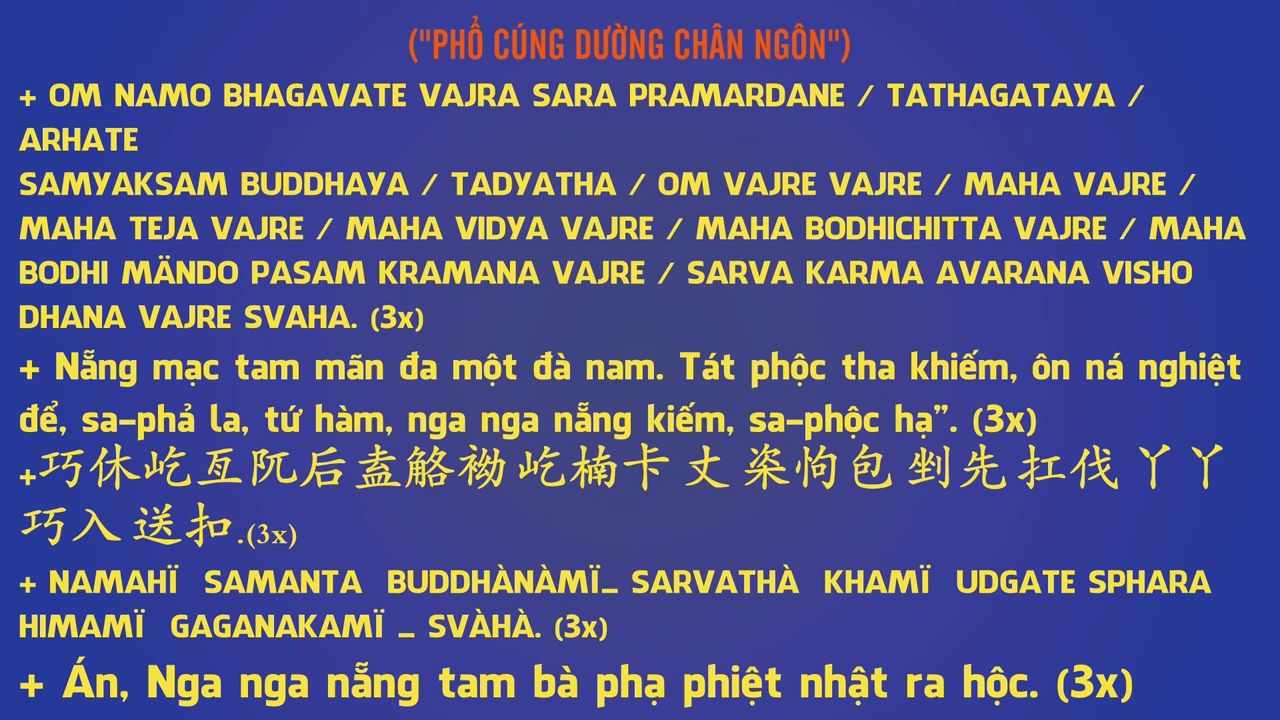 ("PHỔ CÚNG DƯỜNG CHÂN NGÔN")
+ OM NAMO BHAGAVATE VAJRA SARA PRAMARDANE / TATHAGATAYA /
ARHATE
SAMYAKSAM BUDDHAYA / TADYATHA / OM VAJRE VAJRE / MAHA VAJRE /
MAHA TEJA VAJRE / MAHA VIDYA VAJRE / MAHA BODHICHITTA VAJRE / MAHA
BODHI MÄNDO PASAM KRAMANA VAJRE / SARVA KARMA AVARANA VISHO
DHANA VAJRE SVAHA. (3x)
+ Nẵng mạc tam mãn đa một đà nam. Tát phộc tha khiếm, ôn ná nghiệt
để, sa-phả la, tứ hàm, nga nga nẵng kiếm, sa-phộc hạ”. (3x)
+巧休屹亙阢后盍觡袎 屹楠卡 丈 桼怐包 剉先 扛伐 丫丫
巧入 送扣.(3x)
+ NAMAHÏ SAMANTA BUDDHÀNÀMÏ_ SARVATHÀ KHAMÏ UDGATE SPHARA
HIMAMÏ GAGANAKAMÏ _ SVÀHÀ. (3x)
+ Án, Nga nga nẵng tam bà phạ phiệt nhật ra hộc. (3x)